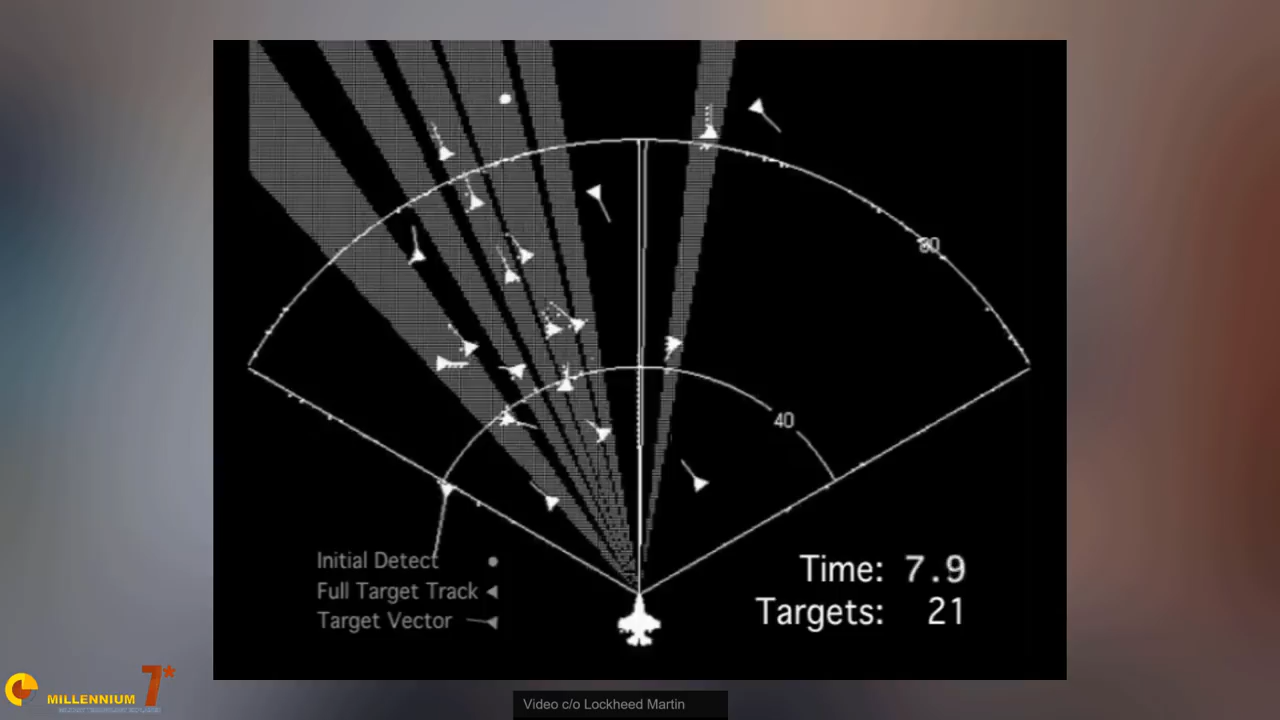 80
40
Initial Detect
Full Target Track
Target Vector
Time: 7.9
Targets: 21
MILLENNIUM 7*
Video c/o Lockheed Martin